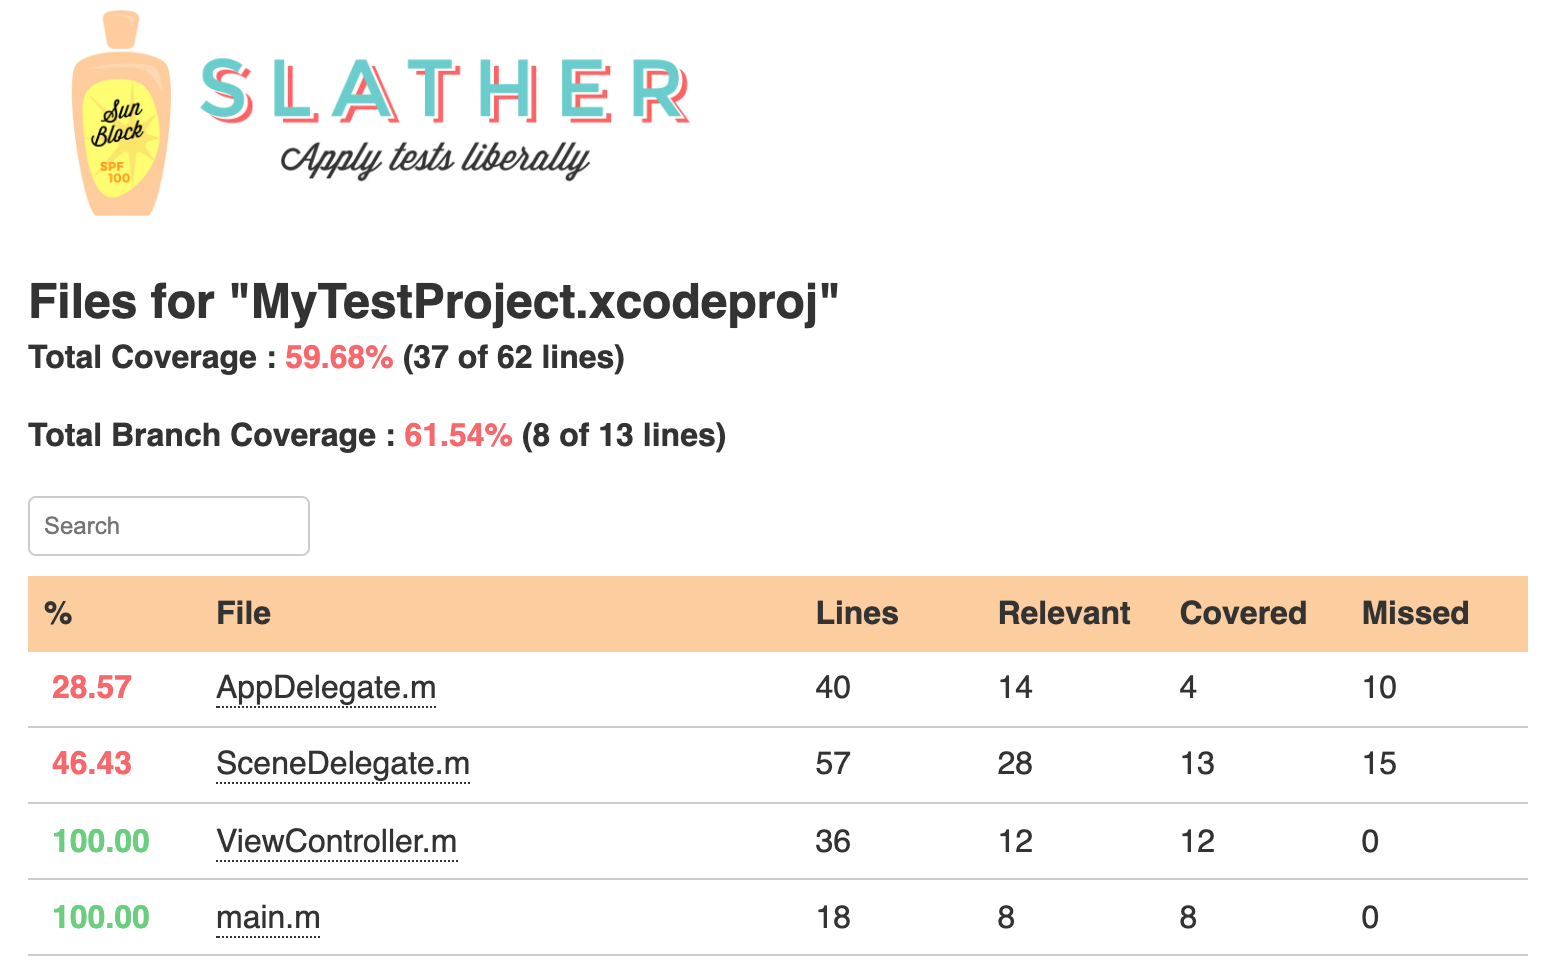 Sun
Block
SPF
100
SLATHER
Apply tests liberally
Files for "MyTestProject.xcodeproj"
Total Coverage : 59.68% (37 of 62 lines)
Total Branch Coverage : 61.54% (8 of 13 lines)
Search
% File Lines Relevant Covered Missed
28.57 AppDelegate.m 40 14 4 10
46.43 SceneDelegate.m 57 28 13 15
100.00 ViewController.m 36 12 12 0
100.00 main.m 18 8 8 0